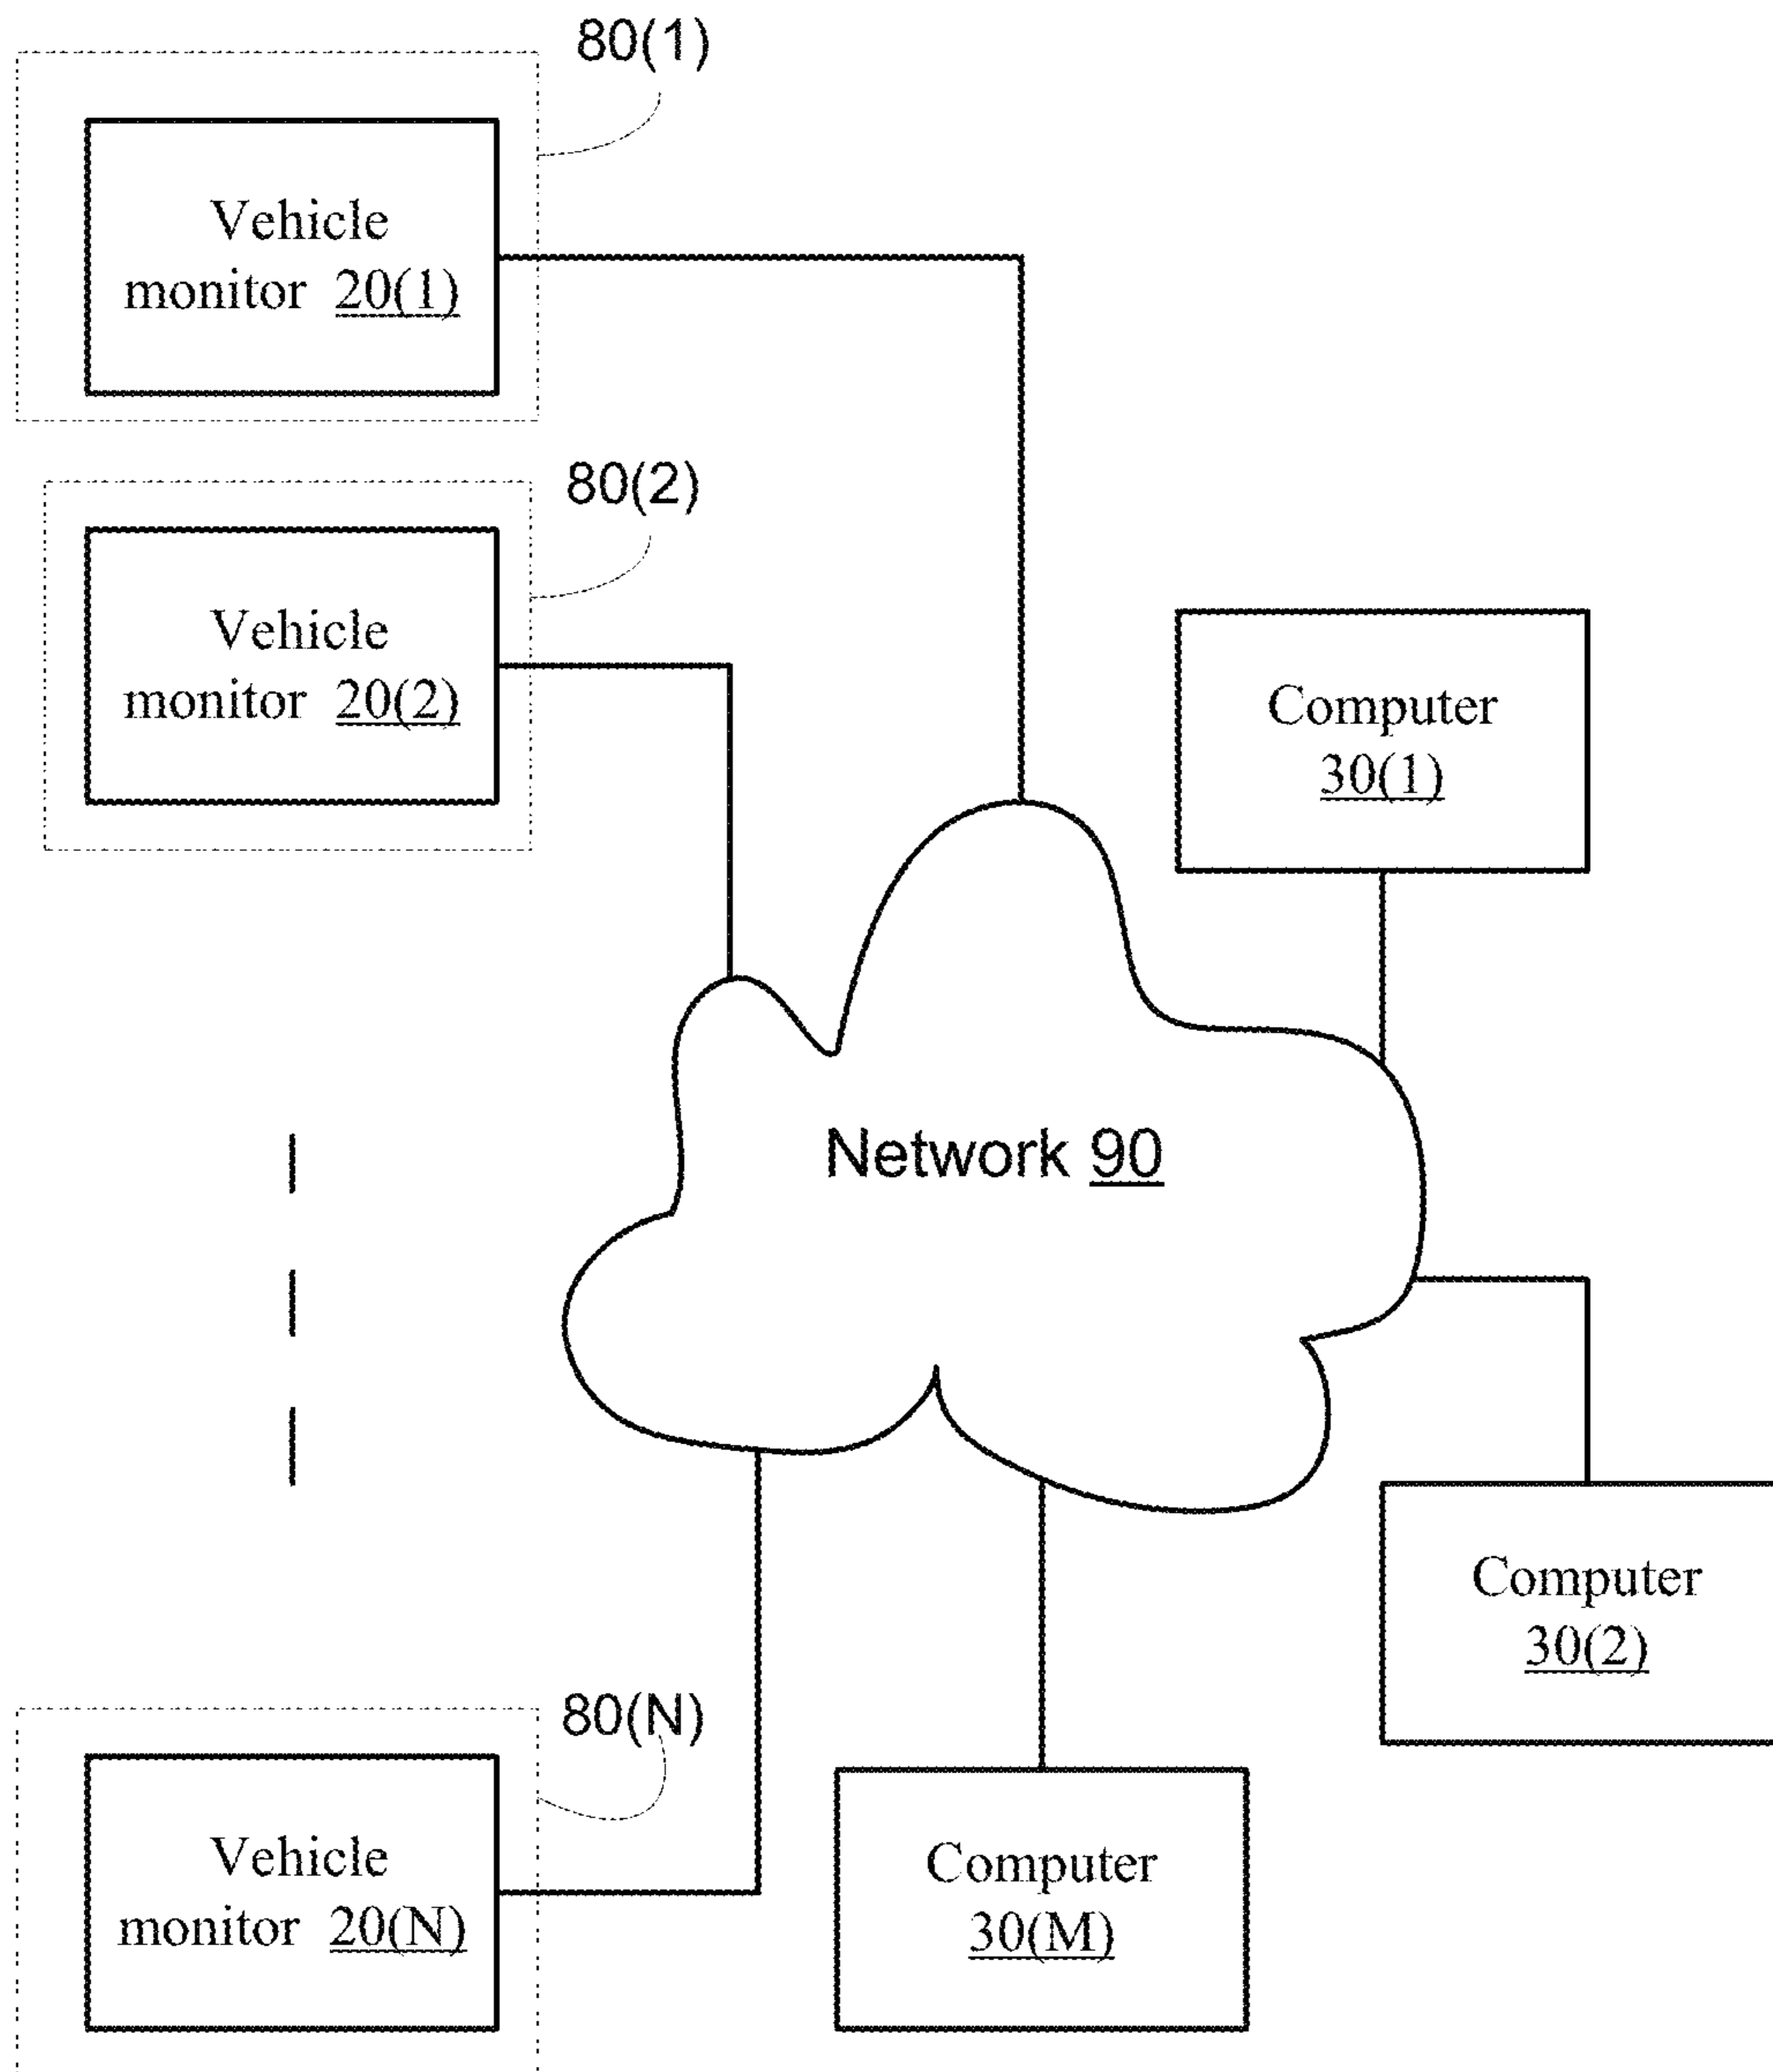 80(1)
Vehicle
monitor 20(1)
80(2)
Vehicle
monitor 20(2)
Computer
30(1)
Network 90
Computer
30(2)
80(N)
Vehicle
monitor 20(N)
Computer
30(M)